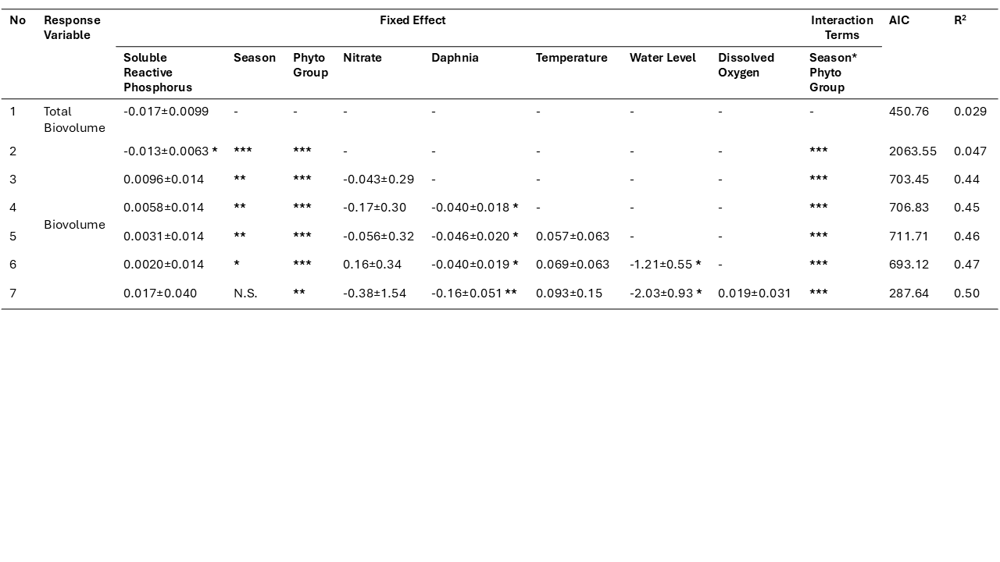 No Response Variable Fixed Effect Interaction Terms AIC R²
Soluble Reactive Phosphorus Season Phyto Group Nitrate Daphnia Temperature Water Level Dissolved Oxygen Season* Phyto Group
1 Total Biovolume -0.017±0.0099 - - - - - - - - 450.76 0.029
2 -0.013±0.0063 * *** *** - - - - - *** 2063.55 0.047
3 0.0096±0.014 ** *** -0.043±0.29 - - - - *** 703.45 0.44
4 0.0058±0.014 ** *** -0.17±0.30 -0.040±0.018 * - - - *** 706.83 0.45
Biovolume
5 0.0031±0.014 ** *** -0.056±0.32 -0.046±0.020 * 0.057±0.063 - - *** 711.71 0.46
6 0.0020±0.014 * *** 0.16±0.34 -0.040±0.019 * 0.069±0.063 -1.21±0.55 * - *** 693.12 0.47
7 0.017±0.040 N.S. ** -0.38±1.54 -0.16±0.051 ** 0.093±0.15 -2.03±0.93 * 0.019±0.031 *** 287.64 0.50